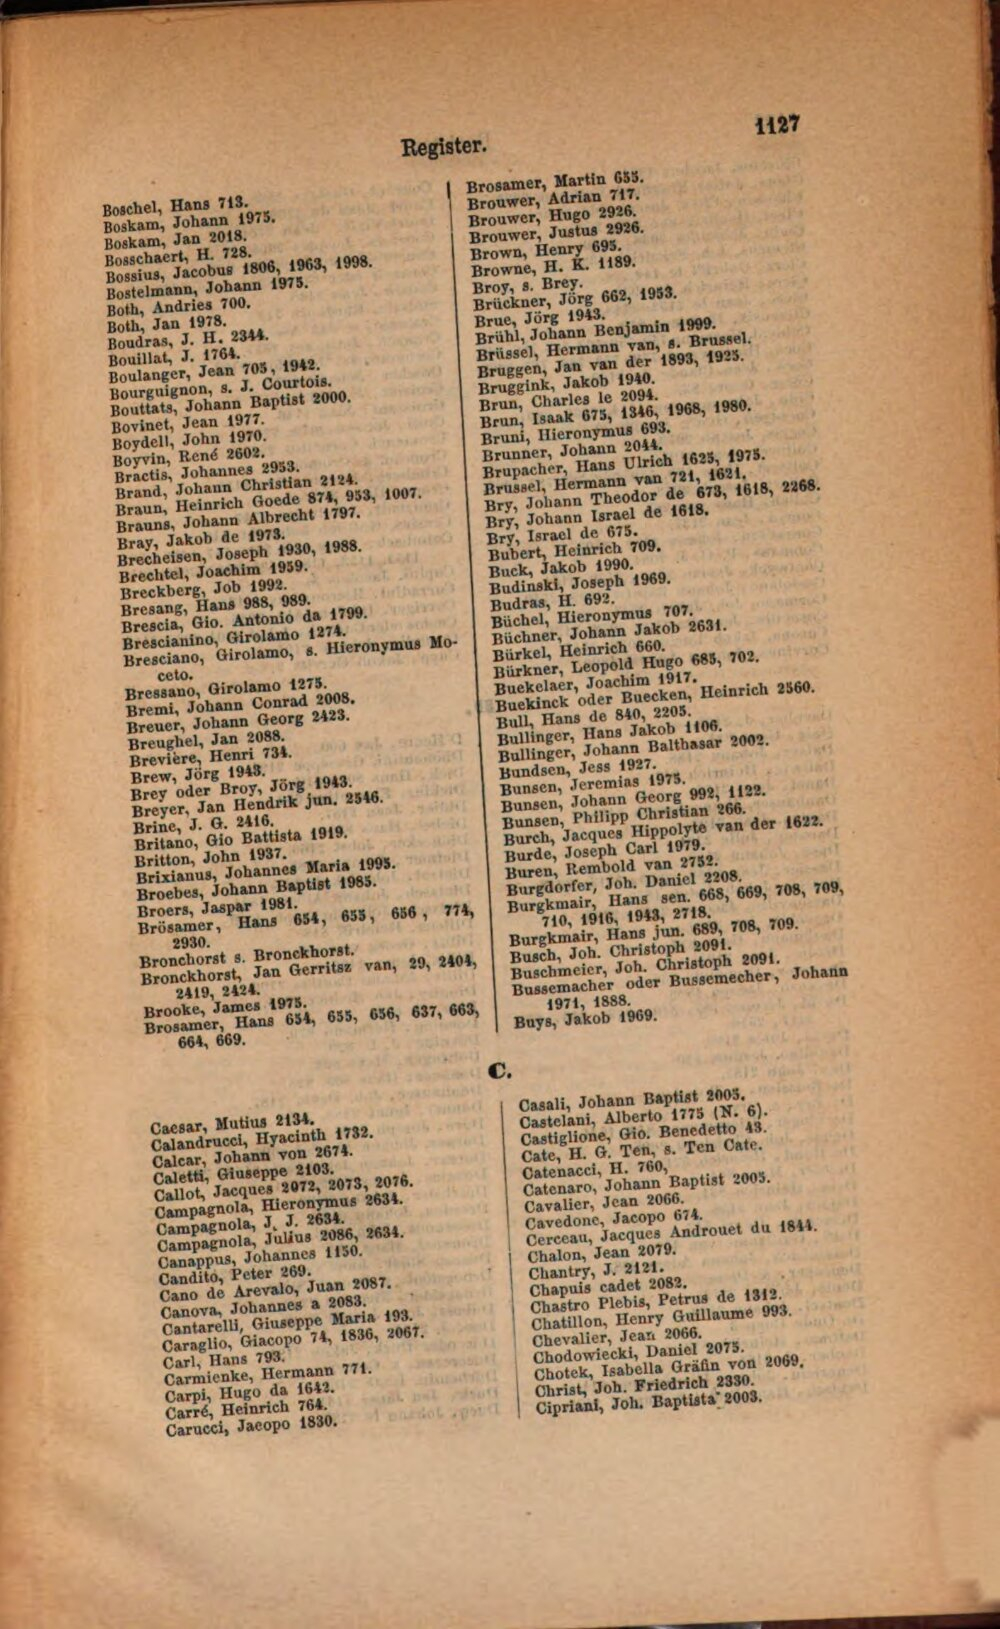 Register.
1127
Boschel, Hans 713.
Boskam, Johann 1975.
Boskam, Jan 2018.
Bosschaert, H. 728.
Bossius, Jacobus 1806, 1963, 1998.
Bostelmann, Johann 1975.
Both, Andries 700.
Both, Jan 1978.
Boudras, J. H. 2344.
Bouillat, J. 1764.
Boulanger, Jean 705, 1942.
Bourguignon, s. J. Courtois.
Bouttats, Johann Baptist 2000.
Bovinet, Jean 1977.
Boydell, John 1970.
Boyvin, René 2602.
Bractis, Johannes 2953.
Brand, Johann Christian 2124.
Braun, Heinrich Goede 874, 953, 1007.
Brauns, Johann Albrecht 1797.
Bray, Jakob de 1973.
Brecheisen, Joseph 1930, 1988.
Brechtel, Joachim 1959.
Breckberg, Job 1992.
Bresang, Hans 988, 989.
Brescia, Gio. Antonio da 1799.
Brescianino, Girolamo 1274.
Bresciano, Girolamo, s. Hieronymus Mo-
ceto.
Bressano, Girolamo 1275.
Bremi, Johann Conrad 2008.
Breuer, Johann Georg 2423.
Breughel, Jan 2088.
Brevière, Henri 734.
Brew, Jörg 1943.
Brey oder Broy, Jörg 1943.
Breyer, Jan Hendrik jun. 2546.
Brine, J. G. 2416.
Britano, Gio Battista 1919.
Britton, John 1937.
Brixianus, Johannes Maria 1995.
Broebes, Johann Baptist 1985.
Broers, Jaspar 1981.
Brösamer, Hans 654, 655, 656, 774,
2930.
Bronchorst s. Bronckhorst.
Bronckhorst, Jan Gerritsz van, 29, 2404,
2419, 2424.
Brooke, James 1975.
Brosamer, Hans 654, 655, 656, 637, 663,
664, 669.
Brosamer, Martin 655.
Brouwer, Adrian 717.
Brouwer, Hugo 2926.
Brouwer, Justus 2926.
Brown, Henry 695.
Browne, H. K. 1189.
Broy, s. Brey.
Brückner, Jörg 662, 1953.
Brue, Jörg 1943.
Brühl, Johann Benjamin 1999.
Brüssel, Hermann van, s. Brussel.
Bruggen, Jan van der 1893, 1925.
Bruggink, Jakob 1940.
Brun, Charles le 2094.
Brun, Isaak 675, 1346, 1968, 1980.
Bruni, Hieronymus 693.
Brunner, Johann 2044.
Brupacher, Hans Ulrich 1625, 1975.
Brussel, Hermann van 721, 1621.
Bry, Johann Theodor de 673, 1618, 2268.
Bry, Johann Israel de 1618.
Bry, Israel de 675.
Bubert, Heinrich 709.
Buck, Jakob 1990.
Budinski, Joseph 1969.
Budras, H. 692.
Büchel, Hieronymus 707.
Büchner, Johann Jakob 2631.
Bürkel, Heinrich 660.
Bürkner, Leopold Hugo 685, 702.
Buekelaer, Joachim 1917.
Buekinck oder Buecken, Heinrich 2560.
Bull, Hans de 840, 2205.
Bullinger, Hans Jakob 1106.
Bullinger, Johann Balthasar 2002.
Bundsen, Jess 1927.
Bunsen, Jeremias 1975.
Bunsen, Johann Georg 992, 1122.
Bunsen, Philipp Christian 266.
Burch, Jacques Hippolyte van der 1622.
Burde, Joseph Carl 1979.
Buren, Rembold van 2752.
Burgdorfer, Joh. Daniel 2208.
Burgkmair, Hans sen. 668, 669, 708, 709,
710, 1916, 1943, 2718.
Burgkmair, Hans jun. 689, 708, 709.
Busch, Joh. Christoph 2091.
Buschmeier, Joh. Christoph 2091.
Bussemacher oder Bussemecher, Johann
1971, 1888.
Buys, Jakob 1969.
C.
Caesar, Mutius 2134.
Calandrucci, Hyacinth 1732.
Calcar, Johann von 2674.
Caletti, Giuseppe 2103.
Callot, Jacques 2072, 2073, 2076.
Campagnola, Hieronymus 2634.
Campagnola, J. J. 2634.
Campagnola, Julius 2086, 2634.
Canappus, Johannes 1150.
Candito, Peter 269.
Cano de Arevalo, Juan 2087.
Canova, Johannes a 2083.
Cantarelli, Giuseppe Maria 193.
Caraglio, Giacopo 74, 1836, 2067.
Carl, Hans 793.
Carmienke, Hermann 771.
Carpi, Hugo da 1642.
Carré, Heinrich 764.
Carucci, Jacopo 1830.
Casali, Johann Baptist 2005.
Castelani, Alberto 1775 (N. 6).
Castiglione, Gio. Benedetto 43.
Cate, H. G. Ten, s. Ten Cate.
Catenacci, H. 760,
Catenaro, Johann Baptist 2005.
Cavalier, Jean 2066.
Cavedone, Jacopo 674.
Cerceau, Jacques Androuet du 1844.
Chalon, Jean 2079.
Chantry, J. 2121.
Chapuis cadet 2082.
Chastro Plebis, Petrus de 1312.
Chatillon, Henry Guillaume 993.
Chevalier, Jean 2066.
Chodowiecki, Daniel 2075.
Chotek, Isabella Gräfin von 2069.
Christ, Joh. Friedrich 2330.
Cipriani, Joh. Baptista 2003.